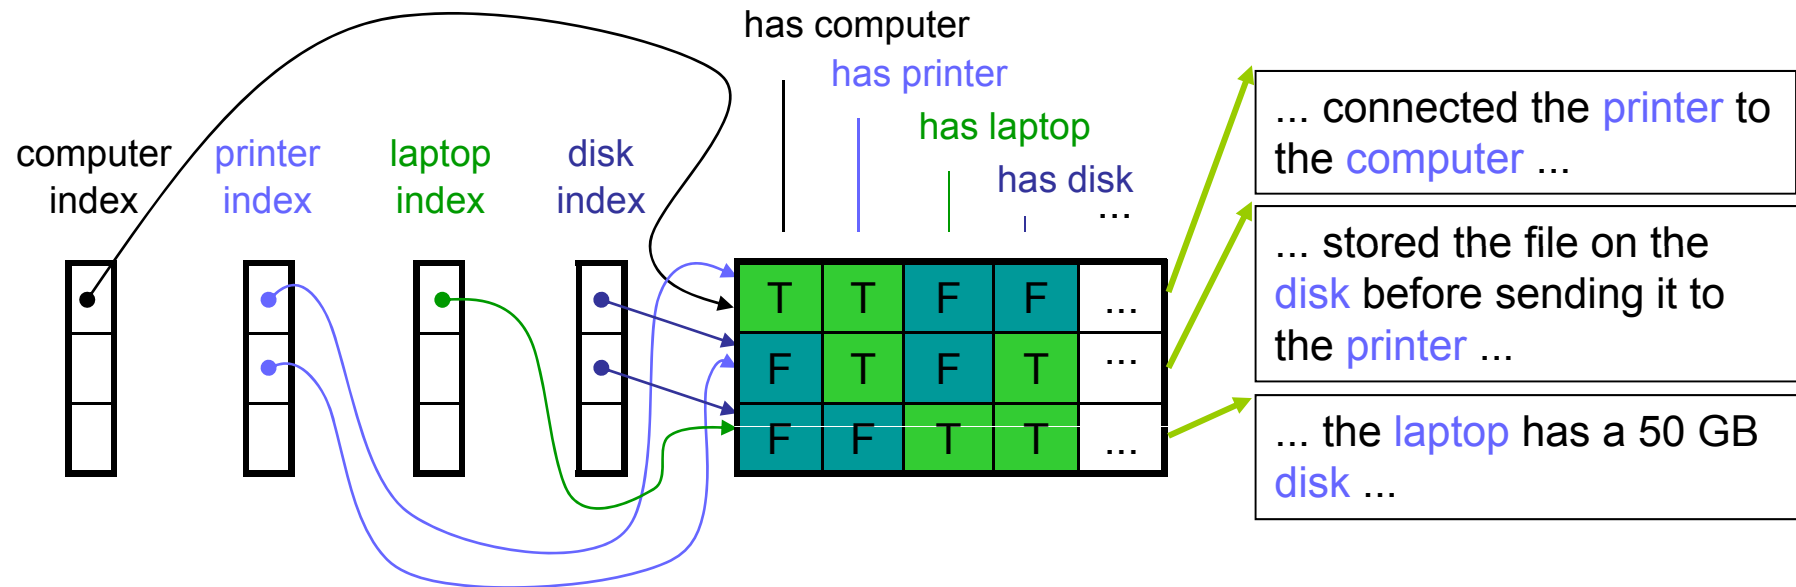 has computer
has printer
has laptop
has disk
...
computer index
printer index
laptop index
disk index
T T F F ...
F T F T ...
F F T T ...
... connected the printer to
the computer ...
... stored the file on the
disk before sending it to
the printer ...
... the laptop has a 50 GB
disk ...